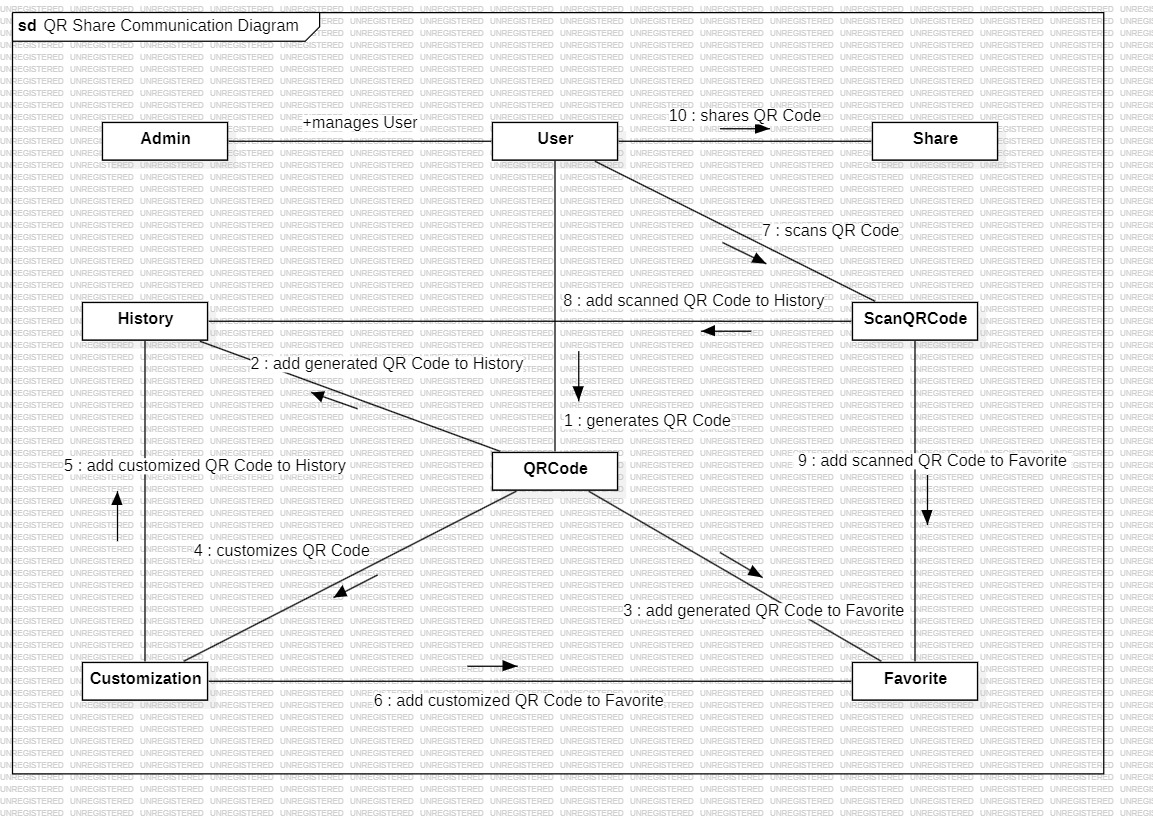 sd QR Share Communication Diagram
+manages User
10 : shares QR Code
Admin
User
Share
7 : scans QR Code
8 : add scanned QR Code to History
History
ScanQRCode
2 : add generated QR Code to History
1 : generates QR Code
5 : add customized QR Code to History
QRCode
9 : add scanned QR Code to Favorite
4 : customizes QR Code
3 : add generated QR Code to Favorite
Customization
Favorite
6 : add customized QR Code to Favorite
UNREGISTERED